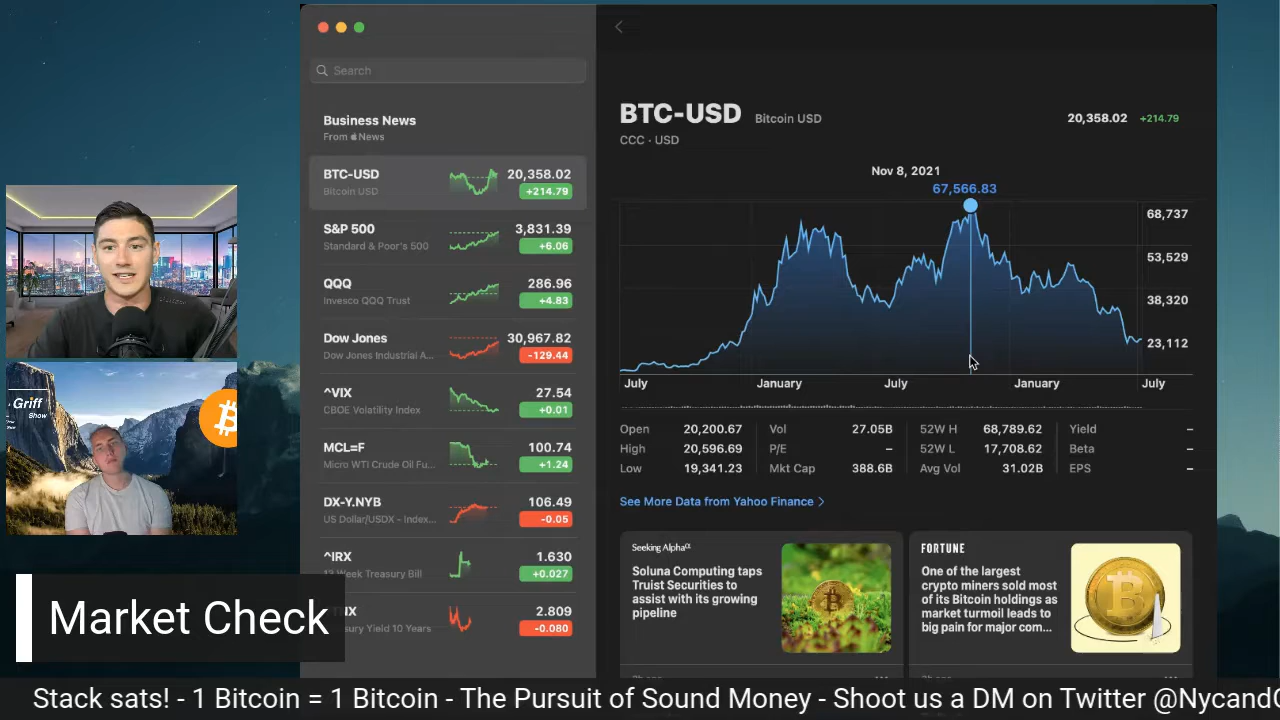 Search
Business News
From News
BTC-USD
20,358.02
Bitcoin USD
+214.79
S&P 500
3,831.39
Standard & Poor's 500
+6.06
QQQ
286.96
Invesco QQQ Trust
+4.83
Dow Jones
30,967.82
Dow Jones Industrial A...
-129.44
^VIX
27.54
CBOE Volatility Index
+0.01
MCL=F
100.74
Micro WTI Crude Oil Fu...
+1.24
DX-Y.NYB
106.49
US Dollar/USDX - Index...
-0.05
^IRX
1.630
13 Week Treasury Bill
+0.027
2.809
Yield 10 Years
-0.080
BTC-USD Bitcoin USD
20,358.02 +214.79
CCC · USD
Nov 8, 2021
67,566.83
68,737
53,529
38,320
23,112
July January July January July
Open 20,200.67 Vol 27.05B 52W H 68,789.62 Yield –
High 20,596.69 P/E – 52W L 17,708.62 Beta –
Low 19,341.23 Mkt Cap 388.6B Avg Vol 31.02B EPS –
See More Data from Yahoo Finance >
Seeking Alphaα
Soluna Computing taps
Truist Securities to
assist with its growing
pipeline
FORTUNE
One of the largest
crypto miners sold most
of its Bitcoin holdings as
market turmoil leads to
big pain for major com...
Griff
Show
Market Check
Stack sats! - 1 Bitcoin = 1 Bitcoin - The Pursuit of Sound Money - Shoot us a DM on Twitter @Nycand